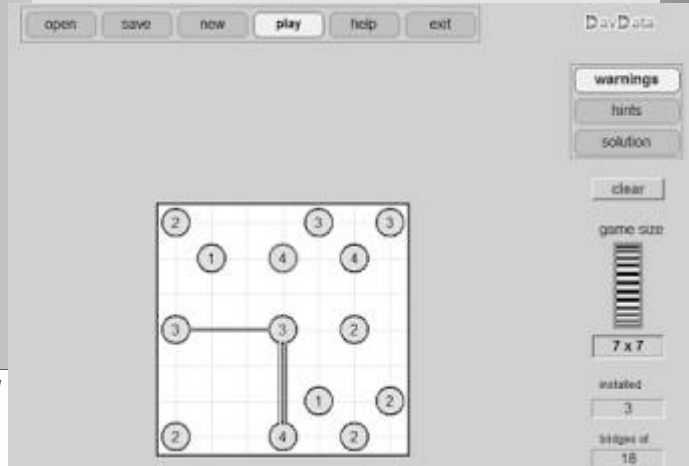 open save new play help exit
DavData
warnings
hints
solution
clear
game size
7 x 7
installed
3
bridges of
18
2 3 3
1 4 4
3 3 2
1 2
2 4 2